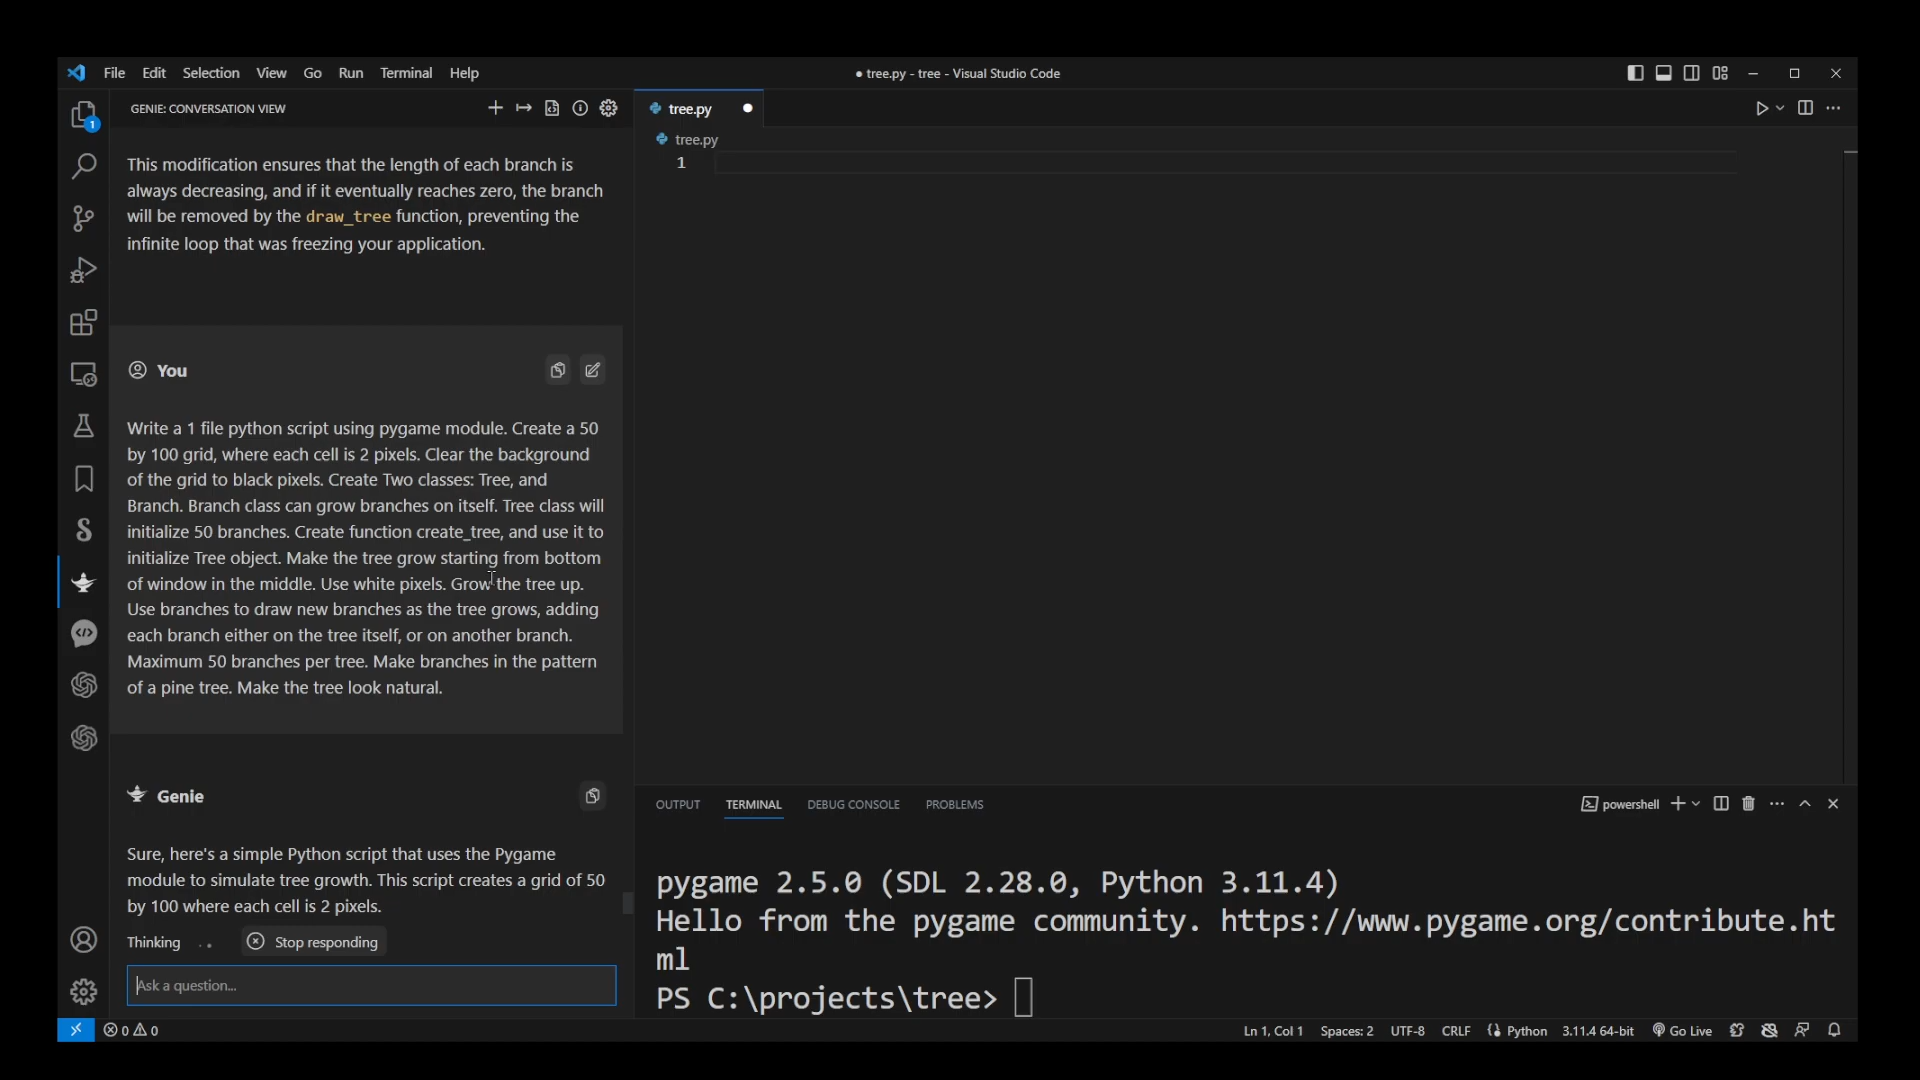 File Edit Selection View Go Run Terminal Help
● tree.py - tree - Visual Studio Code
GENIE: CONVERSATION VIEW
tree.py
tree.py
1
1
This modification ensures that the length of each branch is
always decreasing, and if it eventually reaches zero, the branch
will be removed by the draw_tree function, preventing the
infinite loop that was freezing your application.
You
Write a 1 file python script using pygame module. Create a 50
by 100 grid, where each cell is 2 pixels. Clear the background
of the grid to black pixels. Create Two classes: Tree, and
Branch. Branch class can grow branches on itself. Tree class will
initialize 50 branches. Create function create_tree, and use it to
initialize Tree object. Make the tree grow starting from bottom
of window in the middle. Use white pixels. Grow the tree up.
Use branches to draw new branches as the tree grows, adding
each branch either on the tree itself, or on another branch.
Maximum 50 branches per tree. Make branches in the pattern
of a pine tree. Make the tree look natural.
Genie
Sure, here's a simple Python script that uses the Pygame
module to simulate tree growth. This script creates a grid of 50
by 100 where each cell is 2 pixels.
Thinking . . Stop responding
Ask a question...
OUTPUT TERMINAL DEBUG CONSOLE PROBLEMS
powershell
pygame 2.5.0 (SDL 2.28.0, Python 3.11.4)
Hello from the pygame community. https://www.pygame.org/contribute.ht
ml
PS C:\projects\tree>
0 0
Ln 1, Col 1 Spaces: 2 UTF-8 CRLF Python 3.11.4 64-bit Go Live